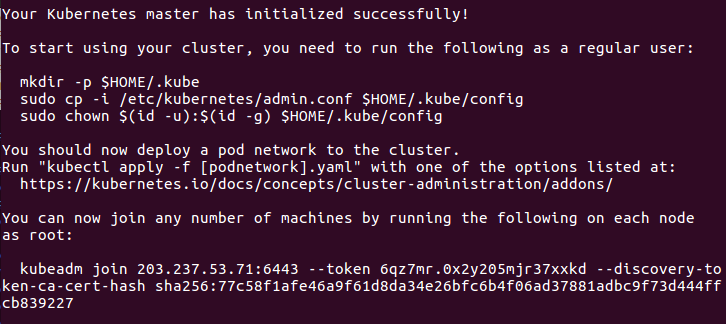 Your Kubernetes master has initialized successfully!
To start using your cluster, you need to run the following as a regular user:
mkdir -p $HOME/.kube
sudo cp -i /etc/kubernetes/admin.conf $HOME/.kube/config
sudo chown $(id -u):$(id -g) $HOME/.kube/config
You should now deploy a pod network to the cluster.
Run "kubectl apply -f [podnetwork].yaml" with one of the options listed at:
https://kubernetes.io/docs/concepts/cluster-administration/addons/
You can now join any number of machines by running the following on each node
as root:
kubeadm join 203.237.53.71:6443 --token 6qz7mr.0x2y205mjr37xxkd --discovery-to
ken-ca-cert-hash sha256:77c58f1afe46a9f61d8da34e26bfc6b4f06ad37881adbc9f73d444ff
cb839227